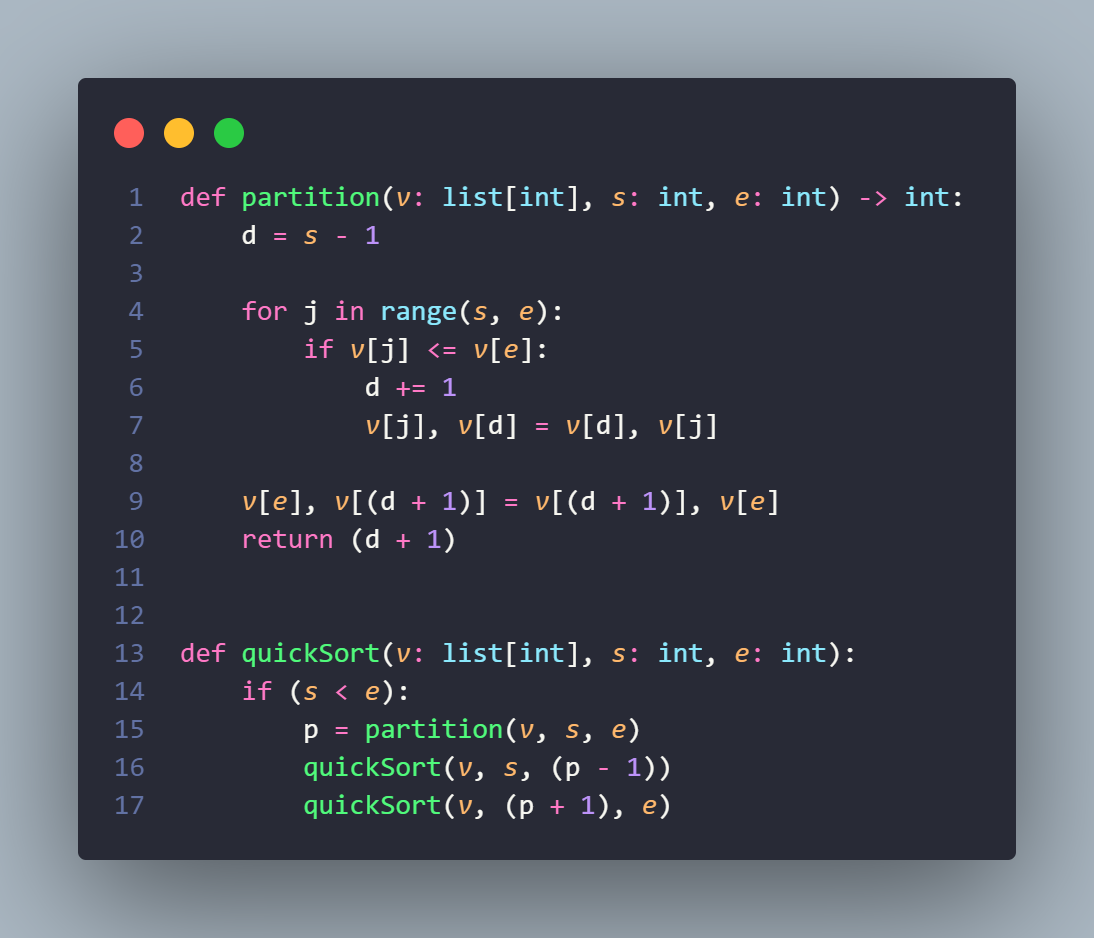 1 def partition(v: list[int], s: int, e: int) -> int:
2     d = s - 1
3
4     for j in range(s, e):
5         if v[j] <= v[e]:
6             d += 1
7             v[j], v[d] = v[d], v[j]
8
9     v[e], v[(d + 1)] = v[(d + 1)], v[e]
10     return (d + 1)
11
12
13 def quickSort(v: list[int], s: int, e: int):
14     if (s < e):
15         p = partition(v, s, e)
16         quickSort(v, s, (p - 1))
17         quickSort(v, (p + 1), e)